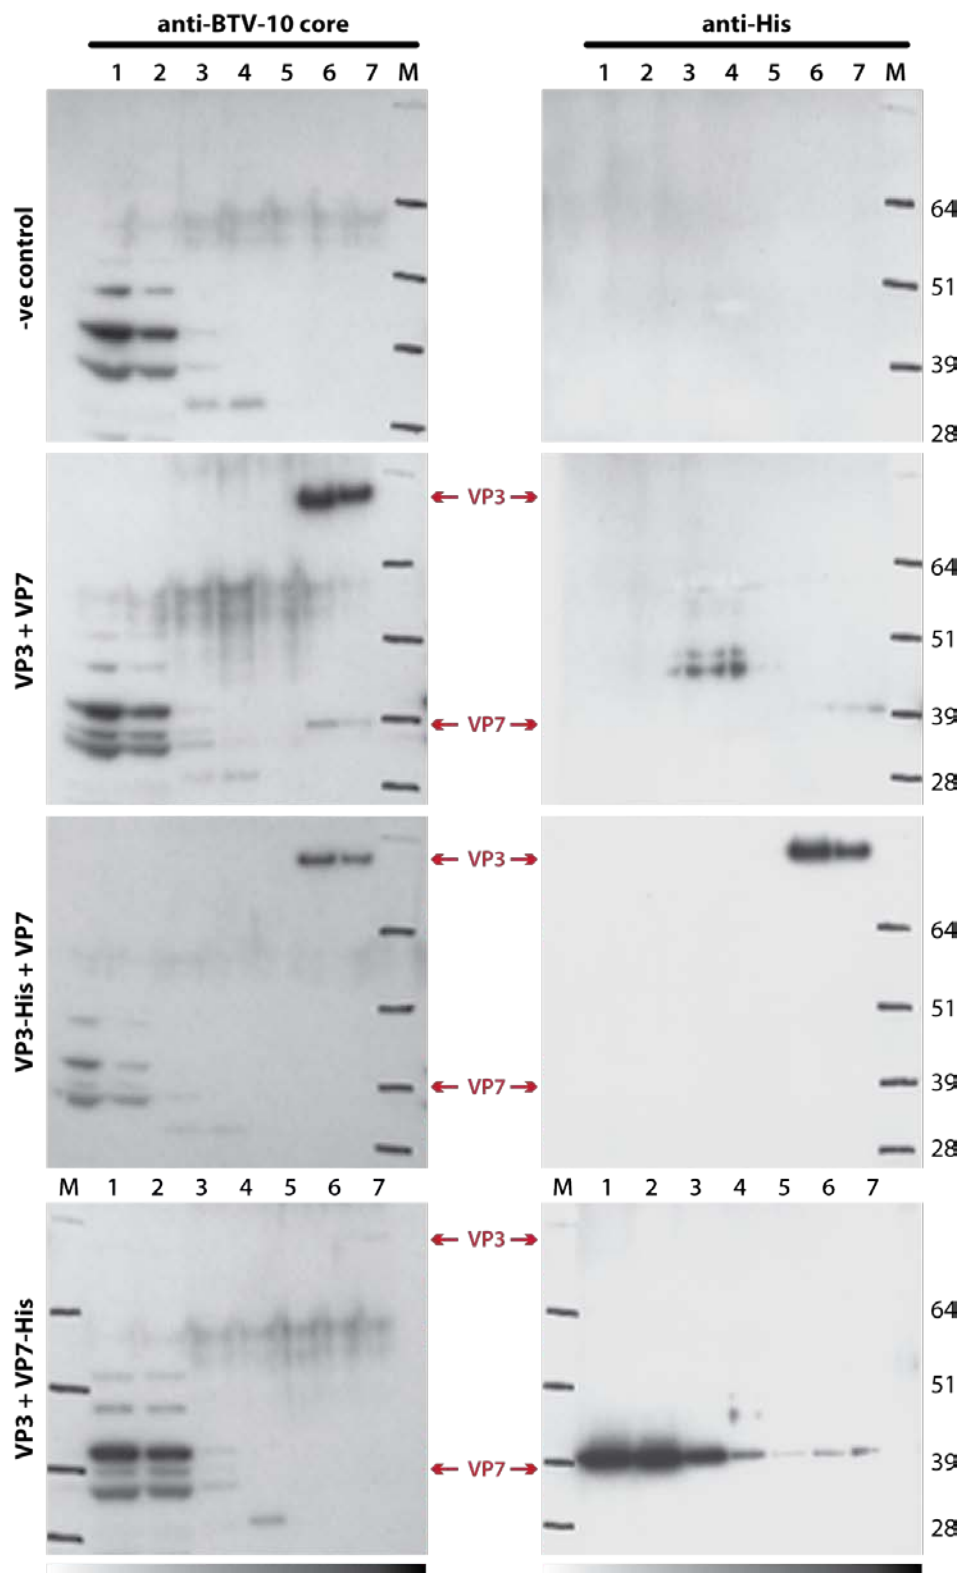 anti-BTV-10 core anti-His
1 2 3 4 5 6 7 M 1 2 3 4 5 6 7 M
-ve control
64
51
39
28
VP3 + VP7
VP3
64
51
VP7
39
28
VP3-His + VP7
VP3
64
51
VP7
39
28
M 1 2 3 4 5 6 7 M 1 2 3 4 5 6 7
VP3 + VP7-His
VP3
64
51
VP7
39
28